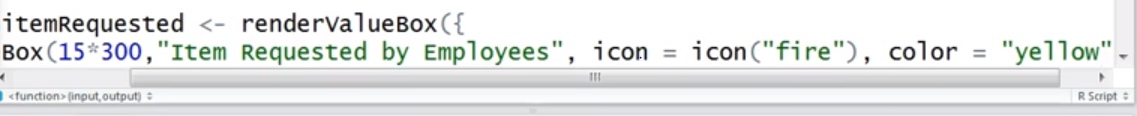 itemRequested <- renderValueBox({
Box(15*300,"Item Requested by Employees", icon = icon("fire"), color = "yellow"
<function>(input,output)
R Script